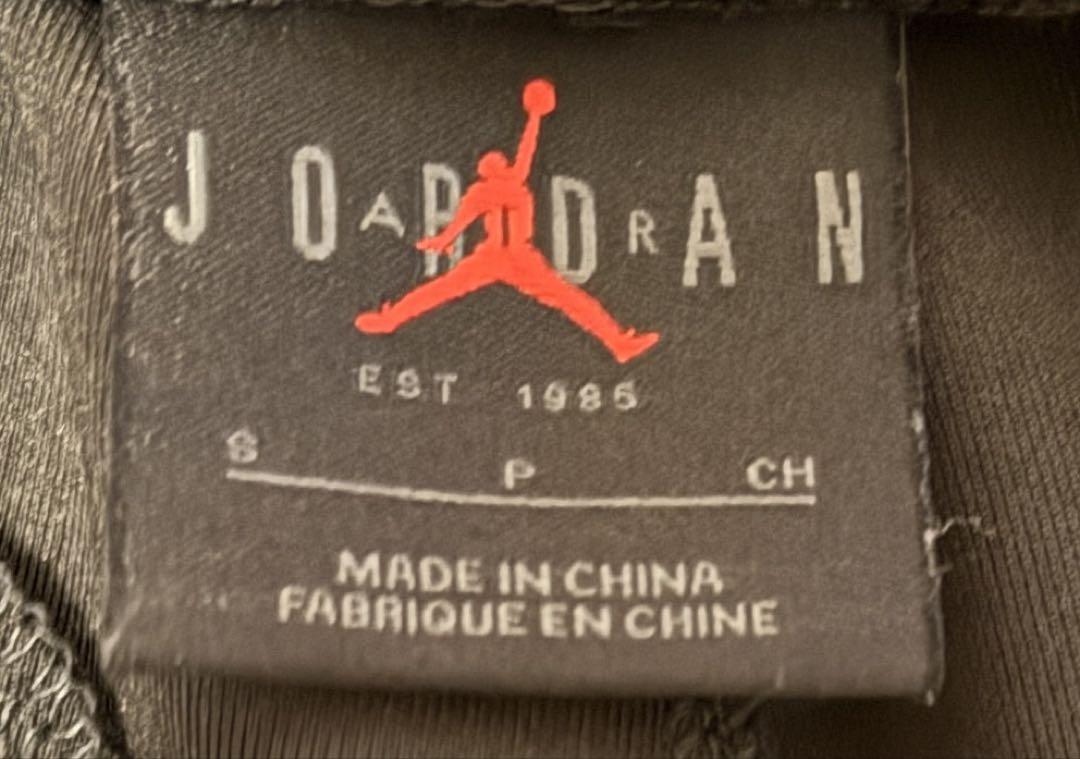 J O A R D R A N
EST 1985
S P CH
MADE IN CHINA
FABRIQUE EN CHINE